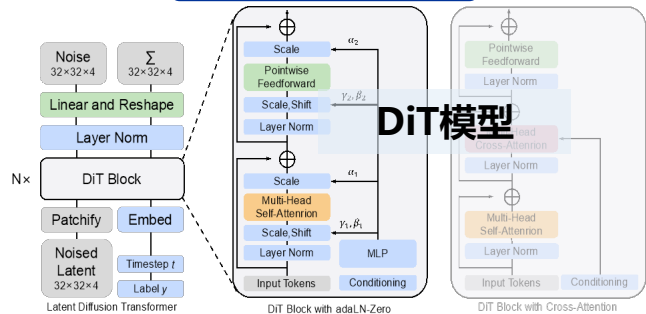 Noise
32×32×4
Σ
32×32×4
Linear and Reshape
Layer Norm
N×
DiT Block
Patchify
Embed
Noised
Latent
32×32×4
Timestep t
Label y
Latent Diffusion Transformer
Scale
α₂
Pointwise
Feedforward
Scale,Shift
γ₂,β₂
Layer Norm
Scale
α₁
Multi-Head
Self-Attenrion
Scale,Shift
γ₁,β₁
Layer Norm
MLP
Input Tokens
Conditioning
DiT Block with adaLN-Zero
DiT模型
Pointwise
Feedforward
Layer Norm
Head
Cross-Attenrion
Layer Norm
Multi-Head
Self-Attenrion
Layer Norm
Input Tokens
Conditioning
DiT Block with Cross-Attention